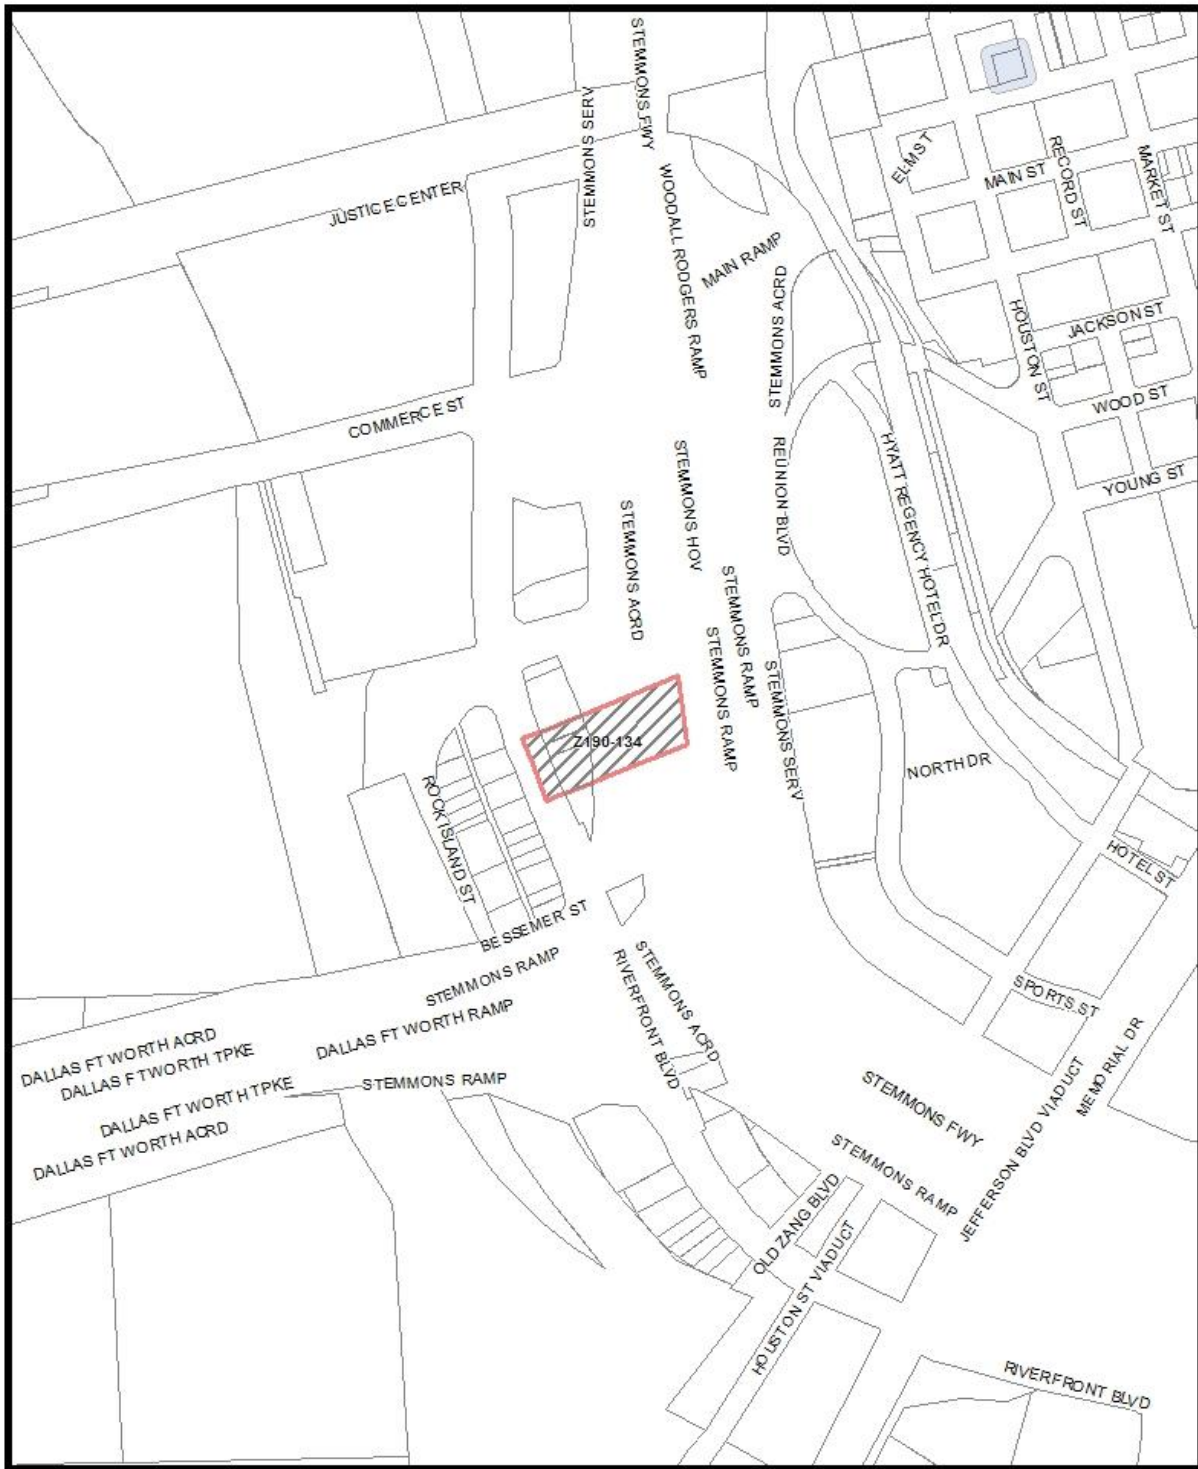 STEMMONS FWY
STEMMONS SERV
ELM ST
RECORD ST
MARKET ST
MAIN ST
JUSTICE CENTER
WOODALL RODGERS RAMP
MAIN RAMP
STEMMONS ACRD
HOUSTON ST
JACKSON ST
WOOD ST
COMMERCE ST
YOUNG ST
STEMMONS HOV
REUNION BLVD
HYATT REGENCY HOTEL DR
STEMMONS ACRD
STEMMONS RAMP
STEMMONS RAMP
STEMMONS SERV
Z190-134
NORTH DR
ROCK ISLAND ST
HOTEL ST
BESSEMER ST
STEMMONS RAMP
RIVERFRONT BLVD
STEMMONS ACRD
SPORTS ST
DALLAS FT WORTH RAMP
DALLAS FT WORTH ACRD
DALLAS FT WORTH TPKE
MEMORIAL DR
STEMMONS RAMP
DALLAS FT WORTH TPKE
STEMMONS FWY
DALLAS FT WORTH ACRD
JEFFERSON BLVD VIADUCT
STEMMONS RAMP
OLD ZANG BLVD
HOUSTON ST VIADUCT
RIVERFRONT BLVD